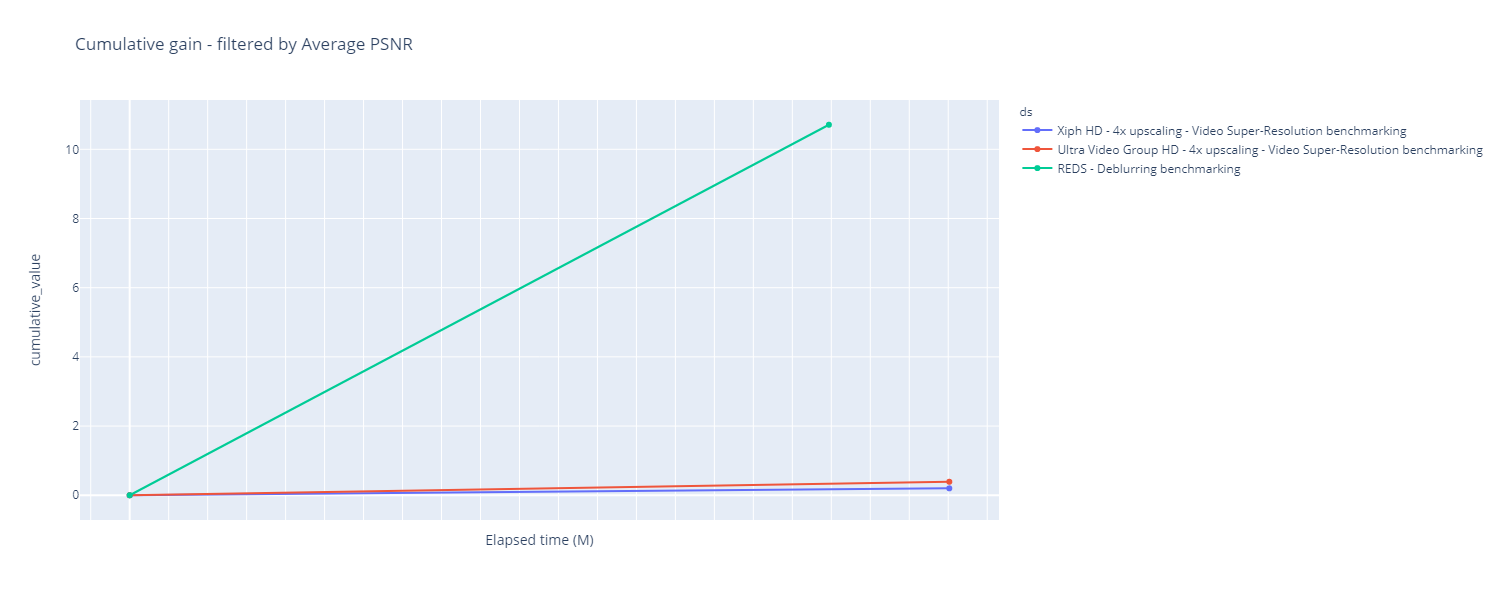 Cumulative gain - filtered by Average PSNR
ds
Xiph HD - 4x upscaling - Video Super-Resolution benchmarking
Ultra Video Group HD - 4x upscaling - Video Super-Resolution benchmarking
REDS - Deblurring benchmarking
10
8
6
4
2
0
cumulative_value
Elapsed time (M)